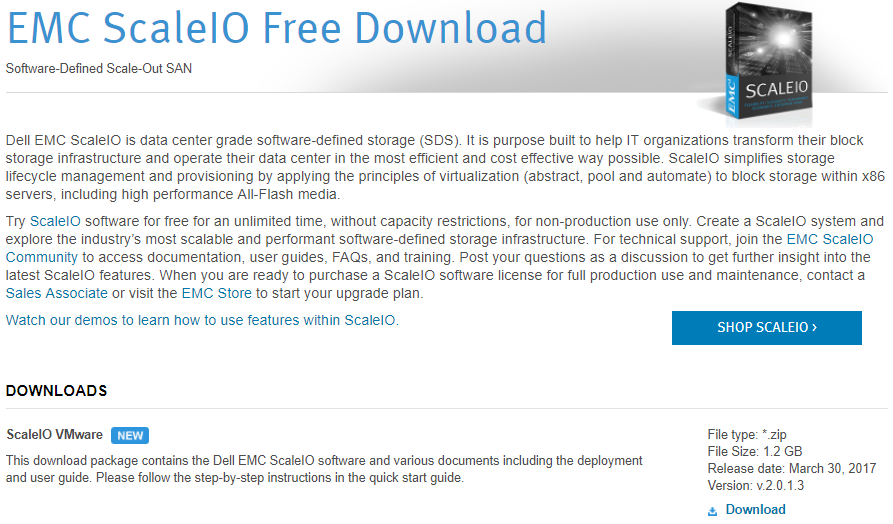 EMC ScaleIO Free Download
Software-Defined Scale-Out SAN
SCALEIO
EMC²
SCALEIO
Dell EMC ScaleIO is data center grade software-defined storage (SDS). It is purpose built to help IT organizations transform their block
storage infrastructure and operate their data center in the most efficient and cost effective way possible. ScaleIO simplifies storage
lifecycle management and provisioning by applying the principles of virtualization (abstract, pool and automate) to block storage within x86
servers, including high performance All-Flash media.
Try ScaleIO software for free for an unlimited time, without capacity restrictions, for non-production use only. Create a ScaleIO system and
explore the industry's most scalable and performant software-defined storage infrastructure. For technical support, join the EMC ScaleIO
Community to access documentation, user guides, FAQs, and training. Post your questions as a discussion to get further insight into the
latest ScaleIO features. When you are ready to purchase a ScaleIO software license for full production use and maintenance, contact a
Sales Associate or visit the EMC Store to start your upgrade plan.
Watch our demos to learn how to use features within ScaleIO.
SHOP SCALEIO >
DOWNLOADS
ScaleIO VMware NEW
This download package contains the Dell EMC ScaleIO software and various documents including the deployment
and user guide. Please follow the step-by-step instructions in the quick start guide.
File type: *.zip
File Size: 1.2 GB
Release date: March 30, 2017
Version: v.2.0.1.3
Download